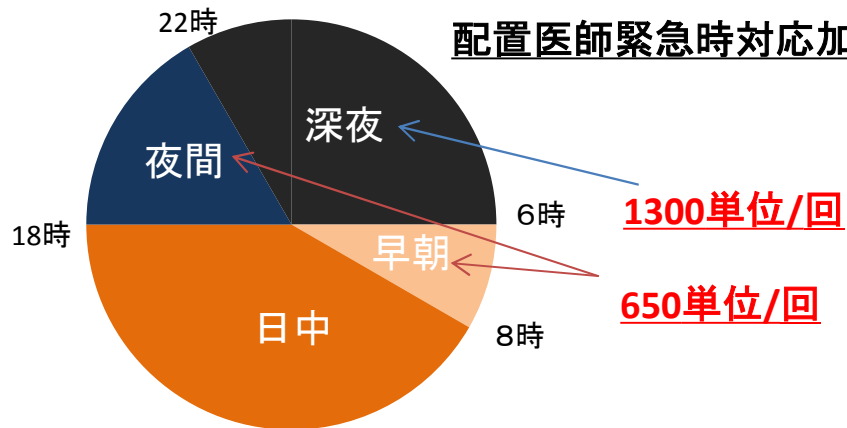 22時
配置医師緊急時対応加
深夜
夜間
６時
1300単位/回
18時
早朝
650単位/回
日中
８時